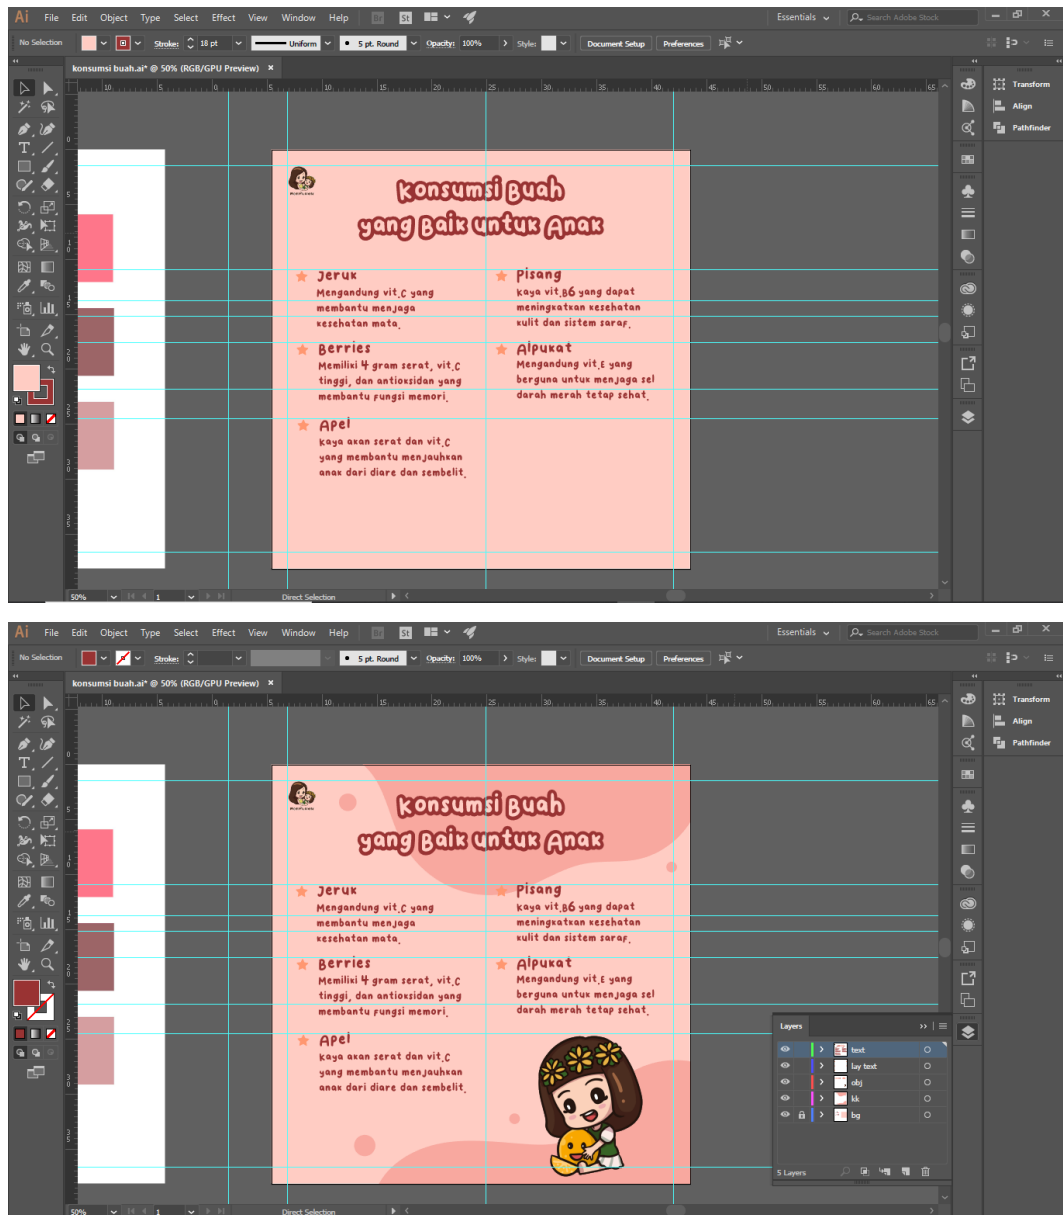 Ai File Edit Object Type Select Effect View Window Help Br St Essentials Search Adobe Stock
No Selection Stroke: 18 pt Uniform 5 pt. Round Opacity: 100% Style: Document Setup Preferences
konsumsi buah.ai* @ 50% (RGB/GPU Preview)
Transform
Align
Pathfinder
Konsumsi Buah
yang Baik untuk Anak
Jeruk
Mengandung vit.C yang
membantu menjaga
kesehatan mata.
Berries
Memiliki 4 gram serat, vit.C
tinggi, dan antioksidan yang
membantu fungsi memori.
Apel
Kaya akan serat dan vit.C
yang membantu menjauhkan
anak dari diare dan sembelit.
Pisang
Kaya vit.B6 yang dapat
meningkatkan kesehatan
kulit dan sistem saraf.
Alpukat
Mengandung vit.E yang
berguna untuk menjaga sel
darah merah tetap sehat.
50% 1 Direct Selection
Ai File Edit Object Type Select Effect View Window Help Br St Essentials Search Adobe Stock
No Selection Stroke: 5 pt. Round Opacity: 100% Style: Document Setup Preferences
konsumsi buah.ai* @ 50% (RGB/GPU Preview)
Transform
Align
Pathfinder
Konsumsi Buah
yang Baik untuk Anak
Jeruk
Mengandung vit.C yang
membantu menjaga
kesehatan mata.
Berries
Memiliki 4 gram serat, vit.C
tinggi, dan antioksidan yang
membantu fungsi memori.
Apel
Kaya akan serat dan vit.C
yang membantu menjauhkan
anak dari diare dan sembelit.
Pisang
Kaya vit.B6 yang dapat
meningkatkan kesehatan
kulit dan sistem saraf.
Alpukat
Mengandung vit.E yang
berguna untuk menjaga sel
darah merah tetap sehat.
Layers
text
lay text
obj
kk
bg
5 Layers
50% 1 Direct Selection